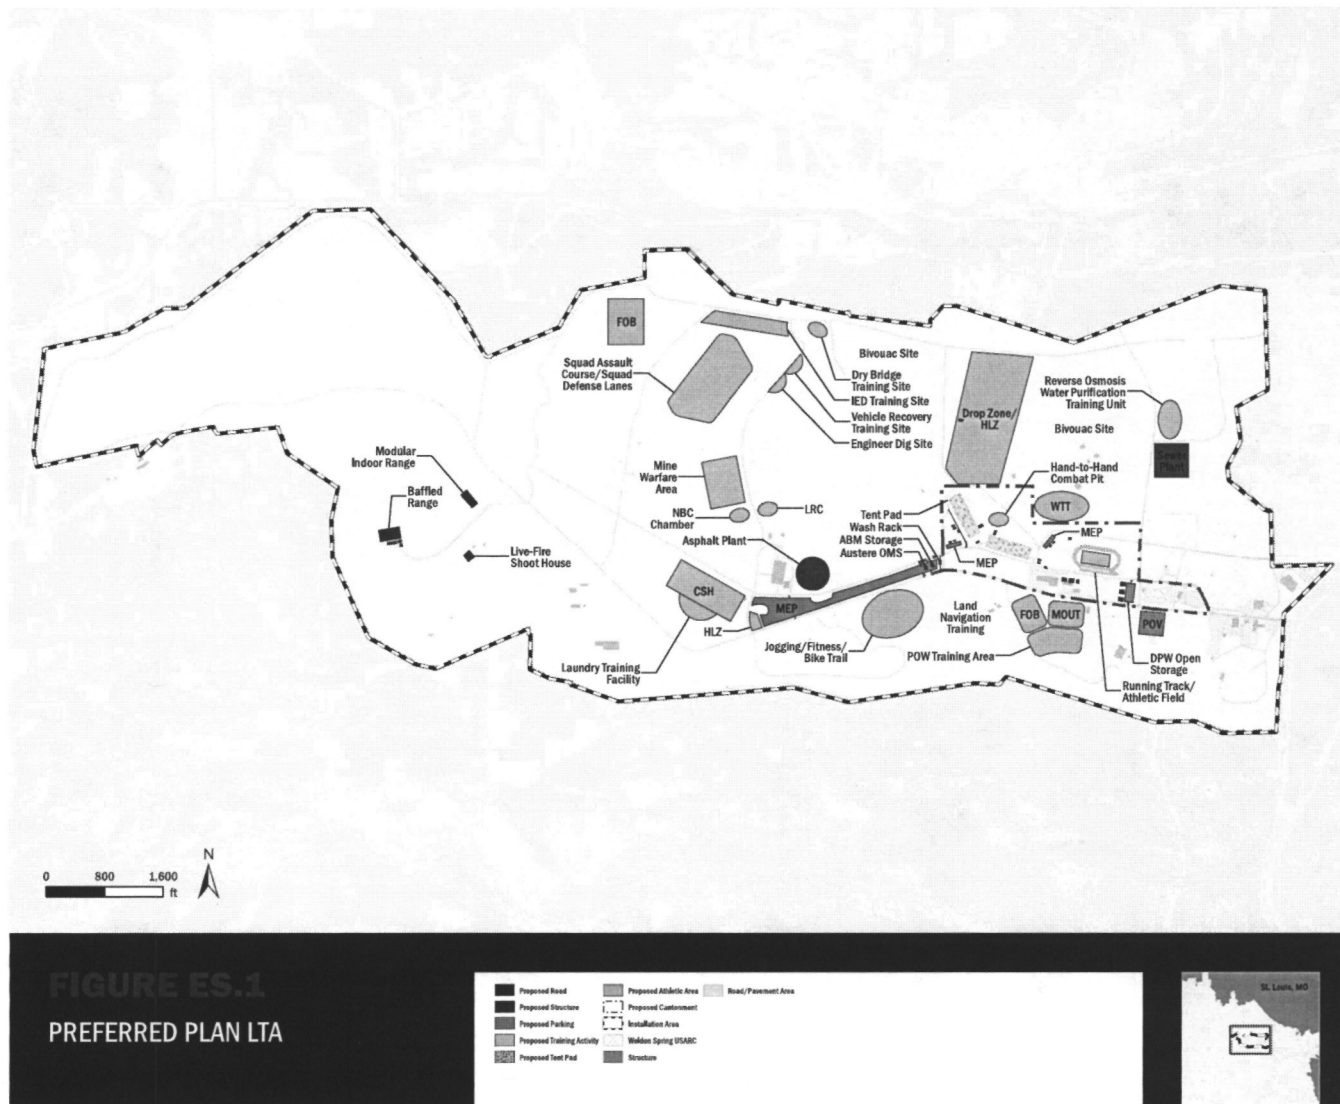 FOB
Squad Assault
Course/Squad
Defense Lanes
Bivouac Site
Dry Bridge
Training Site
IED Training Site
Vehicle Recovery
Training Site
Engineer Dig Site
Drop Zone/
HLZ
Reverse Osmosis
Water Purification
Training Unit
Bivouac Site
Sewer
Plant
Modular
Indoor Range
Baffled
Range
Live-Fire
Shoot House
Mine
Warfare
Area
NBC
Chamber
LRC
Asphalt Plant
Hand-to-Hand
Combat Pit
WTT
Tent Pad
Wash Rack
ABM Storage
Austere OMS
MEP
MEP
CSH
MEP
HLZ
Laundry Training
Facility
Jogging/Fitness/
Bike Trail
Land
Navigation
Training
FOB
MOUT
POW Training Area
POV
DPW Open
Storage
Running Track/
Athletic Field
N
0 800 1,600
ft
FIGURE ES.1
PREFERRED PLAN LTA
Proposed Road
Proposed Structure
Proposed Parking
Proposed Training Activity
Proposed Tent Pad
Proposed Athletic Area
Proposed Cantonment
Installation Area
Weldon Spring USARC
Structure
Road/Pavement Area
St. Louis, MO